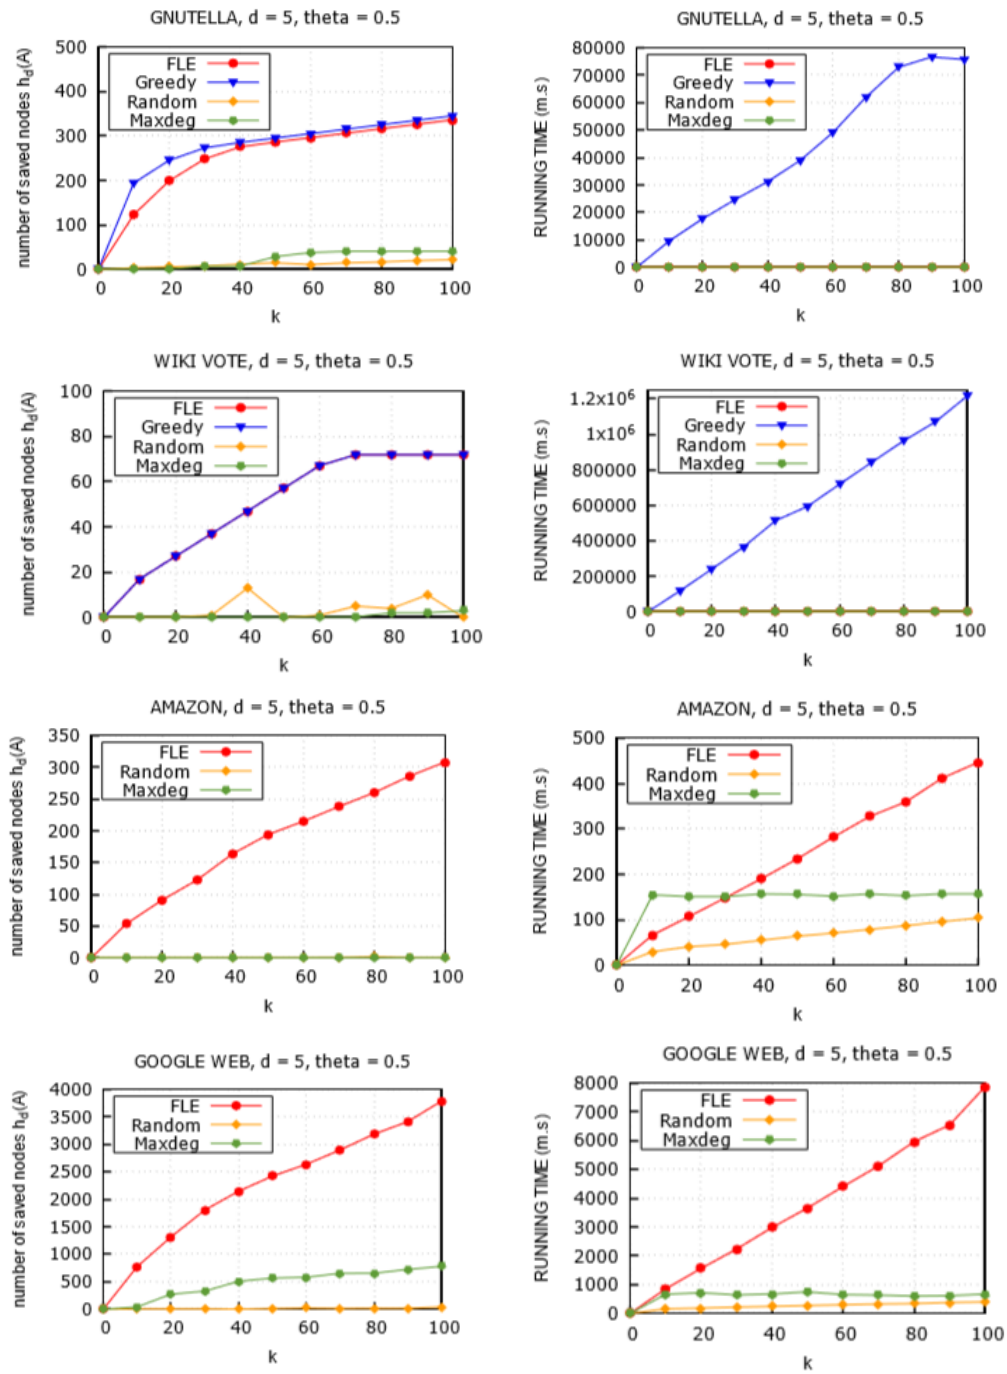 GNUTELLA, d = 5, theta = 0.5
number of saved nodes h_d(A)
500
400
300
200
100
0
FLE
Greedy
Random
Maxdeg
0 20 40 60 80 100
k
GNUTELLA, d = 5, theta = 0.5
RUNNING TIME (m.s)
80000
70000
60000
50000
40000
30000
20000
10000
0
FLE
Greedy
Random
Maxdeg
0 20 40 60 80 100
k
WIKI VOTE, d = 5, theta = 0.5
number of saved nodes h_d(A)
100
80
60
40
20
0
FLE
Greedy
Random
Maxdeg
0 20 40 60 80 100
k
WIKI VOTE, d = 5, theta = 0.5
RUNNING TIME (m.s)
1.2x10⁶
1x10⁶
800000
600000
400000
200000
0
FLE
Greedy
Random
Maxdeg
0 20 40 60 80 100
k
AMAZON, d = 5, theta = 0.5
number of saved nodes h_d(A)
350
300
250
200
150
100
50
0
FLE
Random
Maxdeg
0 20 40 60 80 100
k
AMAZON, d = 5, theta = 0.5
RUNNING TIME (m.s)
500
400
300
200
100
0
FLE
Random
Maxdeg
0 20 40 60 80 100
k
GOOGLE WEB, d = 5, theta = 0.5
number of saved nodes h_d(A)
4000
3500
3000
2500
2000
1500
1000
500
0
FLE
Random
Maxdeg
0 20 40 60 80 100
k
GOOGLE WEB, d = 5, theta = 0.5
RUNNING TIME (m.s)
8000
7000
6000
5000
4000
3000
2000
1000
0
FLE
Random
Maxdeg
0 20 40 60 80 100
k